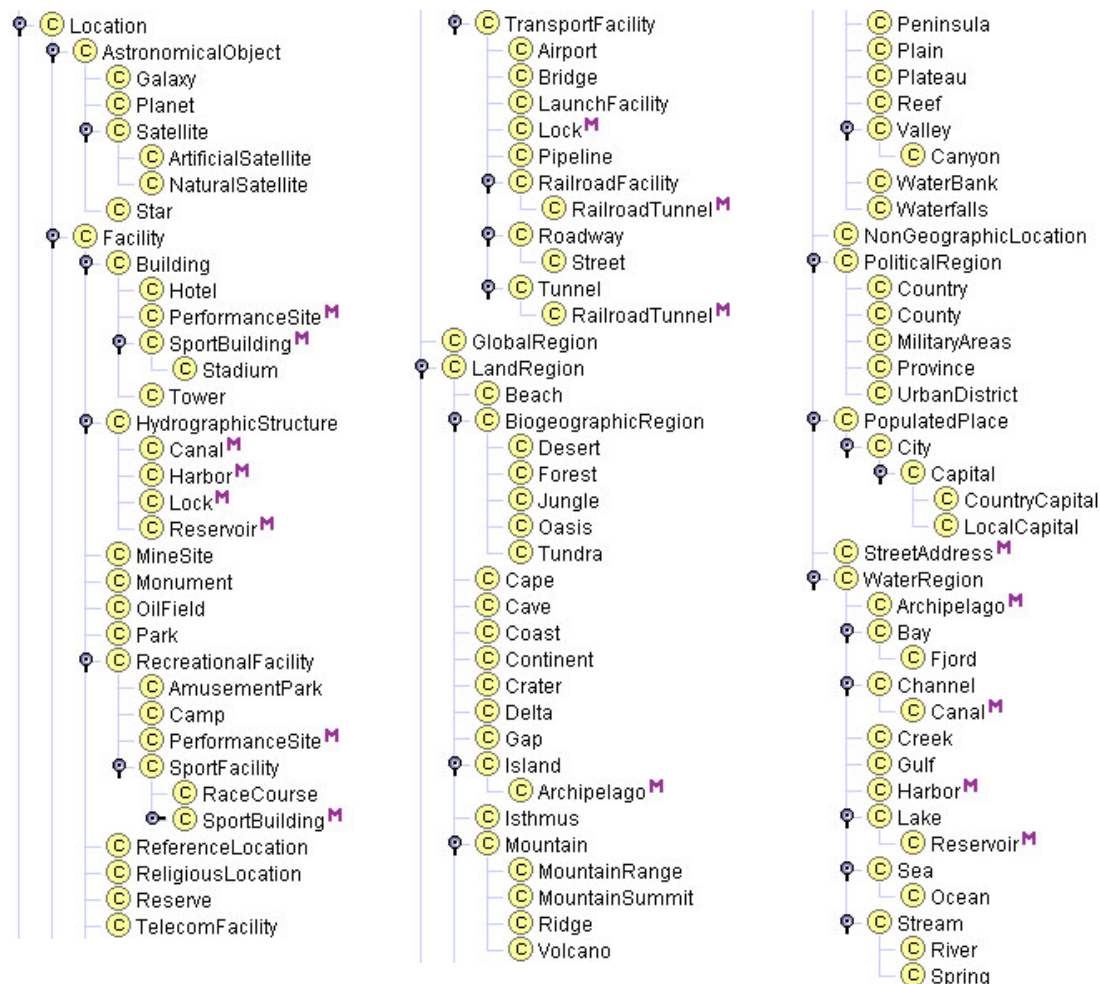 Location
AstronomicalObject
Galaxy
Planet
Satellite
ArtificialSatellite
NaturalSatellite
Star
Facility
Building
Hotel
PerformanceSite M
SportBuilding M
Stadium
Tower
HydrographicStructure
Canal M
Harbor M
Lock M
Reservoir M
MineSite
Monument
OilField
Park
RecreationalFacility
AmusementPark
Camp
PerformanceSite M
SportFacility
RaceCourse
SportBuilding M
ReferenceLocation
ReligiousLocation
Reserve
TelecomFacility
TransportFacility
Airport
Bridge
LaunchFacility
Lock M
Pipeline
RailroadFacility
RailroadTunnel M
Roadway
Street
Tunnel
RailroadTunnel M
GlobalRegion
LandRegion
Beach
BiogeographicRegion
Desert
Forest
Jungle
Oasis
Tundra
Cape
Cave
Coast
Continent
Crater
Delta
Gap
Island
Archipelago M
Isthmus
Mountain
MountainRange
MountainSummit
Ridge
Volcano
Peninsula
Plain
Plateau
Reef
Valley
Canyon
WaterBank
Waterfalls
NonGeographicLocation
PoliticalRegion
Country
County
MilitaryAreas
Province
UrbanDistrict
PopulatedPlace
City
Capital
CountryCapital
LocalCapital
StreetAddress M
WaterRegion
Archipelago M
Bay
Fjord
Channel
Canal M
Creek
Gulf
Harbor M
Lake
Reservoir M
Sea
Ocean
Stream
River
Spring